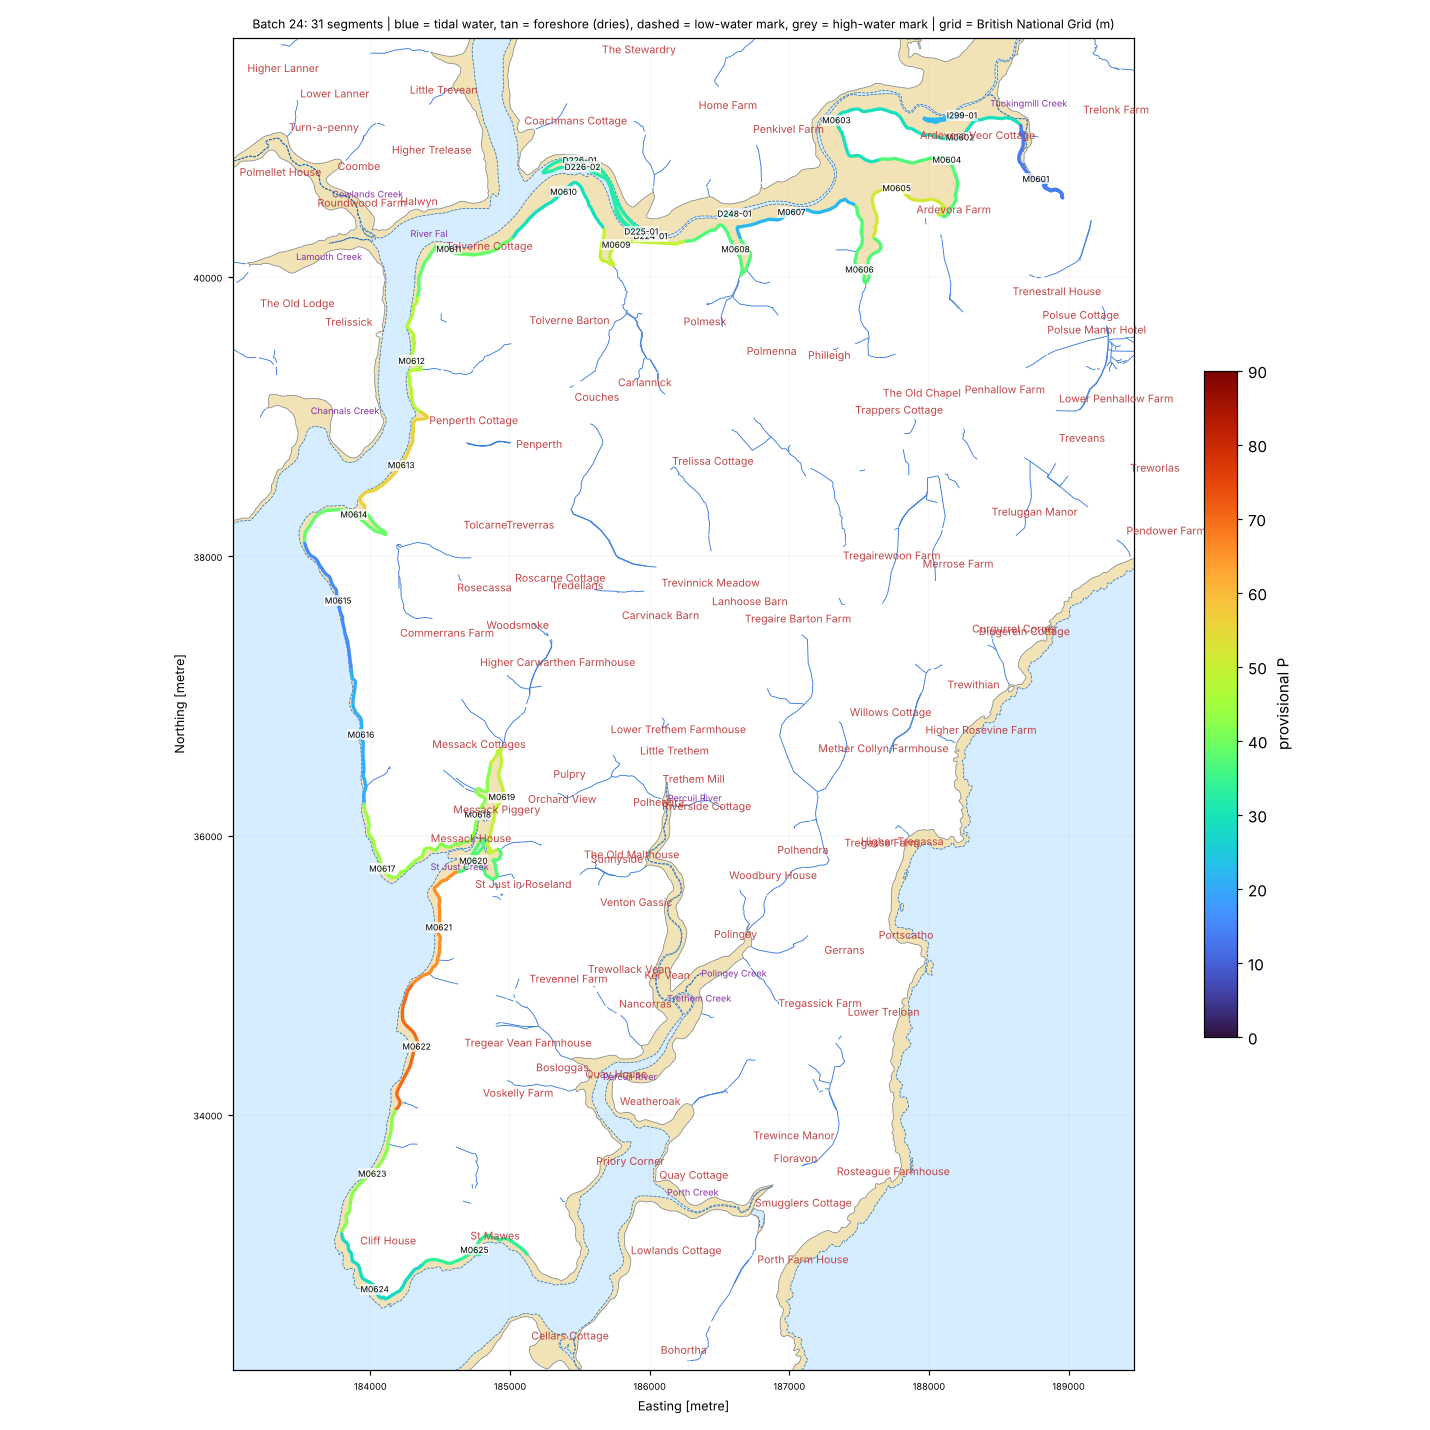 Batch 24: 31 segments | blue = tidal water, tan = foreshore (dries), dashed = low-water mark, grey = high-water mark | grid = British National Grid (m)
The Stewardry
Higher Lanner
Little Trevean
Lower Lanner
Home Farm
Tuckingmill Creek
Trelonk Farm
Coachmans Cottage
M0603
I299-01
Turn-a-penny
Penkivel Farm
Ardevora Veor Cottage
M0602
Higher Trelease
Coombe
D226-01
D226-02
M0604
Polmellet House
M0601
Cowlands Creek
M0610
M0605
Roundwood Farm
Halwyn
D248-01
M0607
Ardevora Farm
River Fal
D225-01
M0611
Tolverne Cottage
M0609
M0608
Lamouth Creek
M0606
40000
The Old Lodge
Trenestrall House
Trelissick
Tolverne Barton
Polmesk
Polsue Cottage
Polsue Manor Hotel
M0612
Polmenna
Philleigh
Carlannick
Couches
The Old Chapel
Penhallow Farm
Lower Penhallow Farm
Channals Creek
Trappers Cottage
Penperth Cottage
Penperth
Treveans
M0613
Trelissa Cottage
Treworlas
M0614
Treluggan Manor
Tolcarne
Treverras
Pendower Farm
38000
Tregairewoon Farm
Merrose Farm
M0615
Roscarne Cottage
Tredellans
Rosecassa
Trevinnick Meadow
Lanhoose Barn
Carvinack Barn
Tregaire Barton Farm
Woodsmoke
Commerrans Farm
Curgurrel Corner
Higher Carwarthen Farmhouse
Trewithian
M0616
Willows Cottage
Lower Trethem Farmhouse
Higher Rosevine Farm
Messack Cottages
Little Trethem
Mether Collyn Farmhouse
Pulpry
Trethem Mill
M0619
Orchard View
Percuil River
Riverside Cottage
Messack Piggery
M0618
36000
Messack House
Higher Tregassa
The Old Malthouse
Sunnyside
Polhendra
M0617
M0620
St Just Creek
St Just in Roseland
Woodbury House
Venton Gassic
M0621
Polingey
Portscatho
Gerrans
Trewollack Vean
Ker Vean
Polingey Creek
Trevennel Farm
Trethem Creek
Nancorras
Tregassick Farm
Lower Treloan
M0622
Tregear Vean Farmhouse
Bosloggas
Quay House
Percuil River
Voskelly Farm
Weatheroak
34000
Trewince Manor
M0623
Priory Corner
Floravon
Quay Cottage
Rosteague Farmhouse
Porth Creek
Smugglers Cottage
Cliff House
St Mawes
M0625
Lowlands Cottage
Porth Farm House
M0624
Cellars Cottage
Bohortha
184000
185000
186000
187000
188000
189000
Easting [metre]
Northing [metre]
90
80
70
60
50
40
30
20
10
0
provisional P